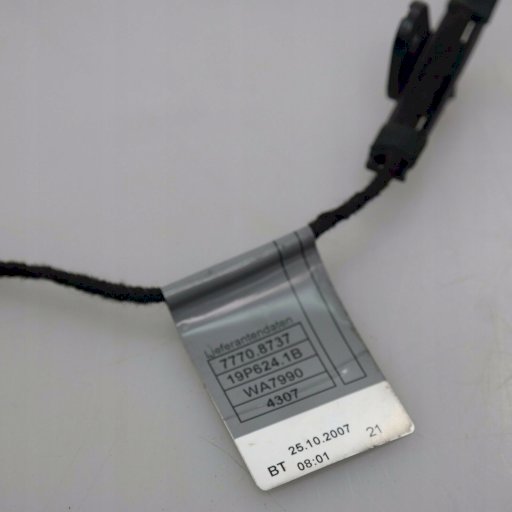 Lieferantendaten
7770.8737
19P624.1B
WA7990
4307
25.10.2007 21
BT 08:01